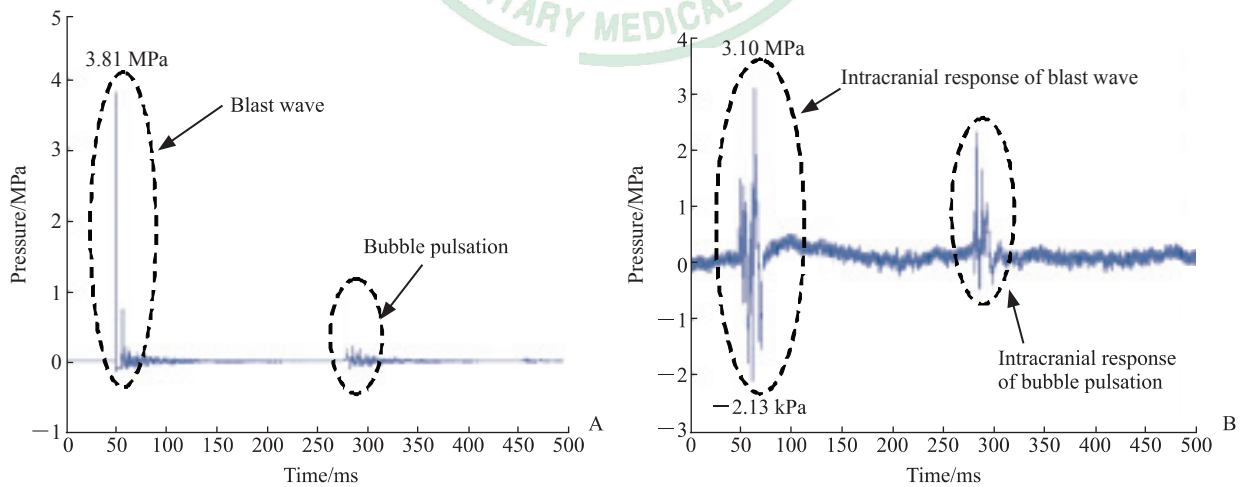 ITARY MEDICAL
5
4
3
2
1
0
－1
Pressure/MPa
3.81 MPa
Blast wave
Bubble pulsation
0 50 100 150 200 250 300 350 400 450 500
Time/ms
A
4
3
2
1
0
－1
－2
－3
Pressure/MPa
3.10 MPa
Intracranial response of blast wave
Intracranial response
of bubble pulsation
－2.13 kPa
0 50 100 150 200 250 300 350 400 450 500
Time/ms
B